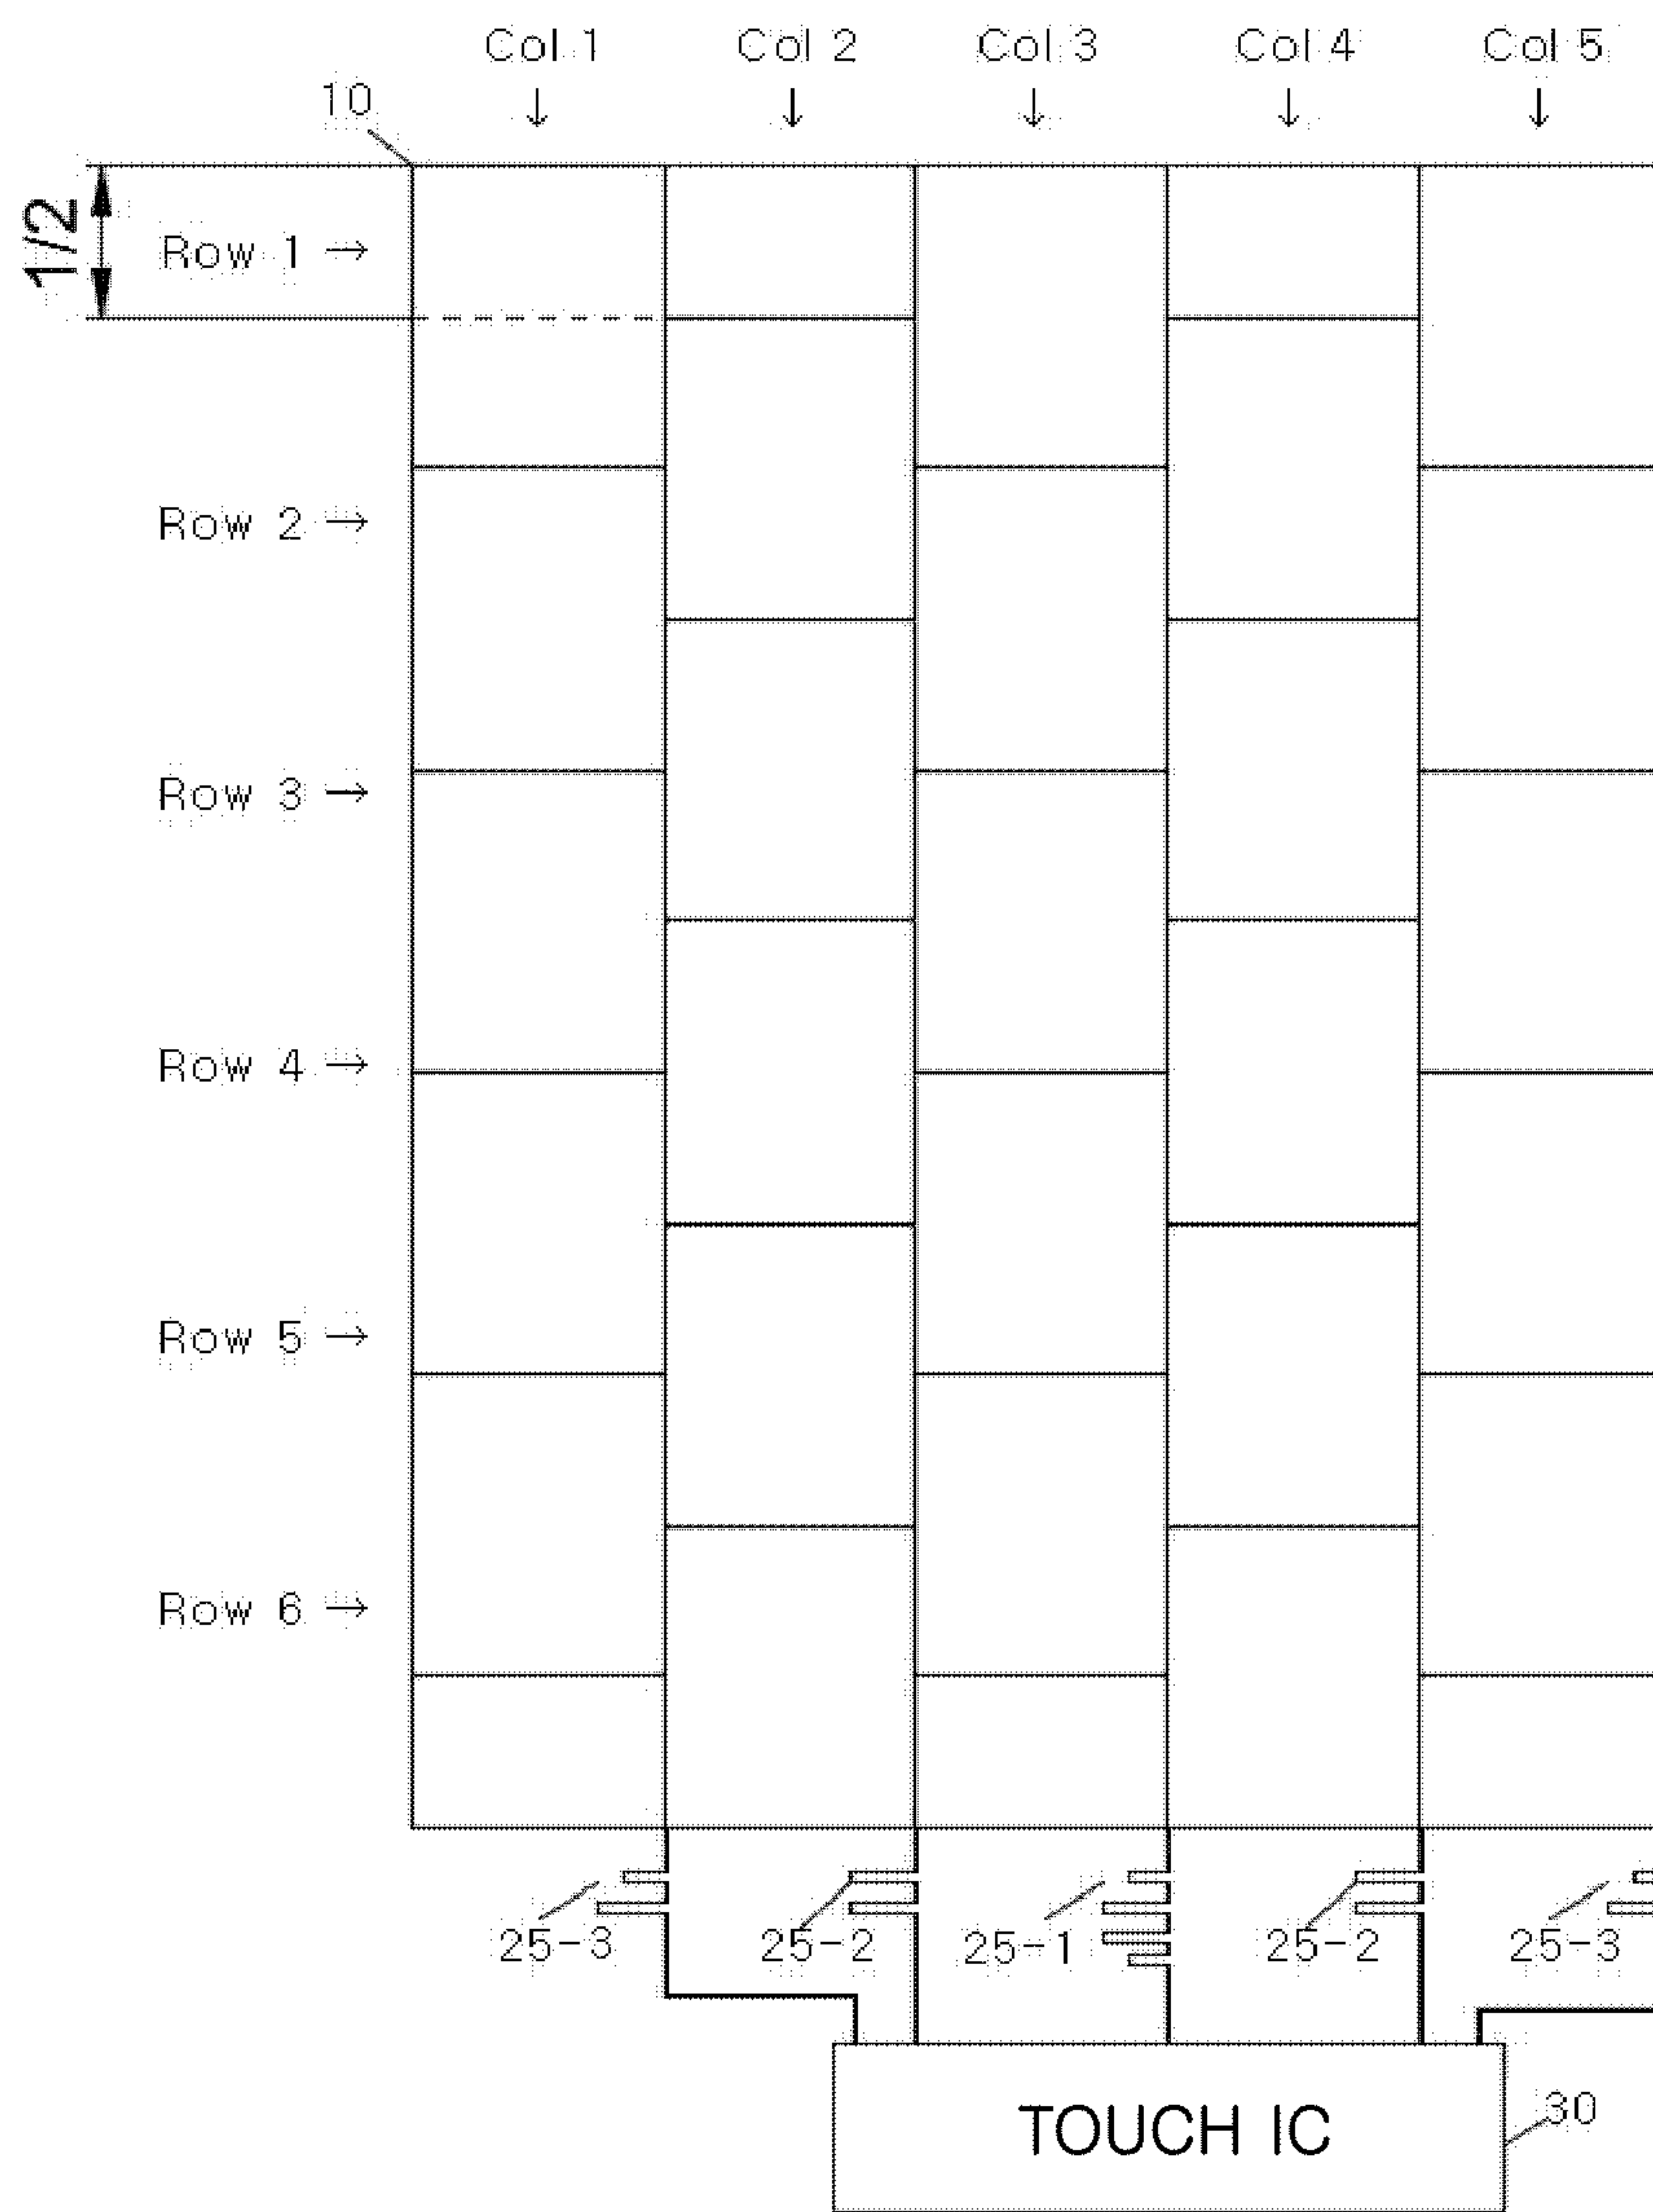 Col 1 Col 2 Col 3 Col 4 Col 5
10
1/2
Row 1 →
Row 2 →
Row 3 →
Row 4 →
Row 5 →
Row 6 →
25-3 25-2 25-1 25-2 25-3
TOUCH IC
30